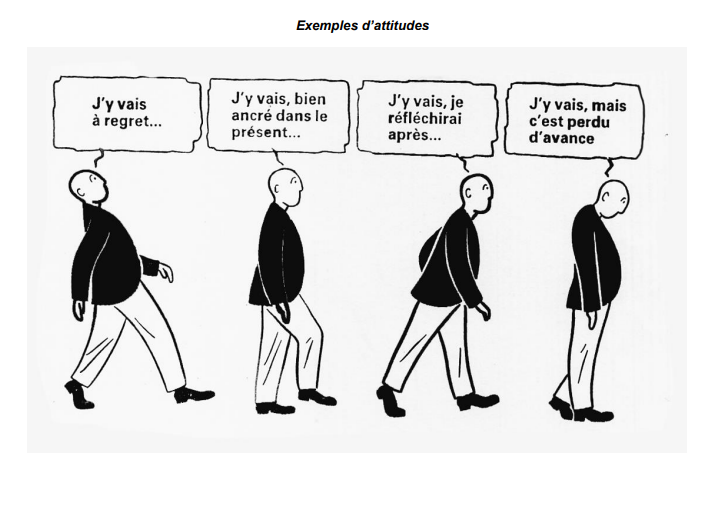 Exemples d'attitudes
J'y vais
à regret...
J'y vais, bien
ancré dans le
présent...
J'y vais, je
réfléchirai
après...
J'y vais, mais
c'est perdu
d'avance